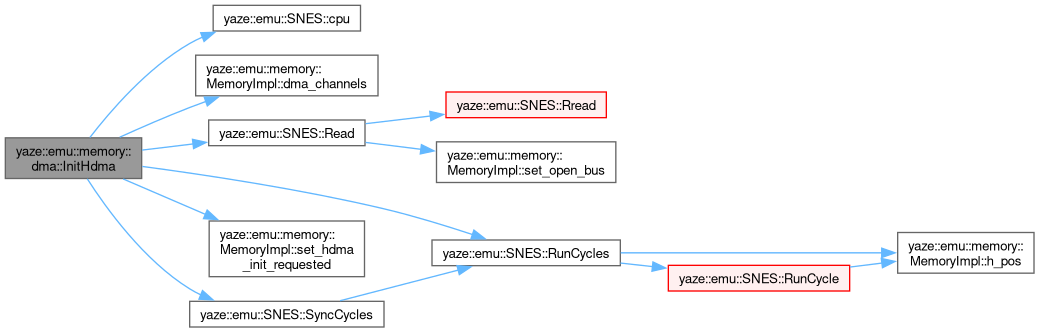 yaze::emu::memory::
dma::InitHdma
yaze::emu::SNES::cpu
yaze::emu::memory::
MemoryImpl::dma_channels
yaze::emu::SNES::Read
yaze::emu::SNES::Rread
yaze::emu::memory::
MemoryImpl::set_open_bus
yaze::emu::memory::
MemoryImpl::set_hdma
_init_requested
yaze::emu::SNES::RunCycles
yaze::emu::SNES::RunCycle
yaze::emu::memory::
MemoryImpl::h_pos
yaze::emu::SNES::SyncCycles